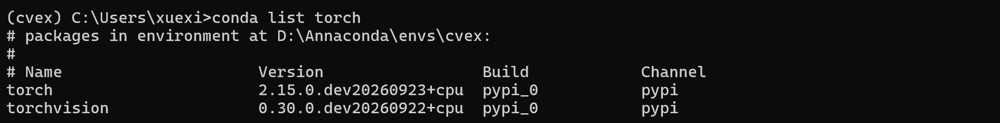 (cvex) C:\Users\xuexi>conda list torch
# packages in environment at D:\Annaconda\envs\cvex:
#
# Name                     Version                 Build            Channel
torch                      2.15.0.dev20260923+cpu  pypi_0           pypi
torchvision                0.30.0.dev20260922+cpu  pypi_0           pypi